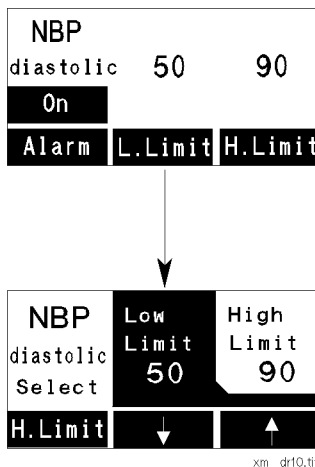 NBP
diastolic 50 90
On
Alarm L.Limit H.Limit
NBP
diastolic
Select
Low
Limit
50
High
Limit
90
H.Limit ↓ ↑
xm dr10.ti